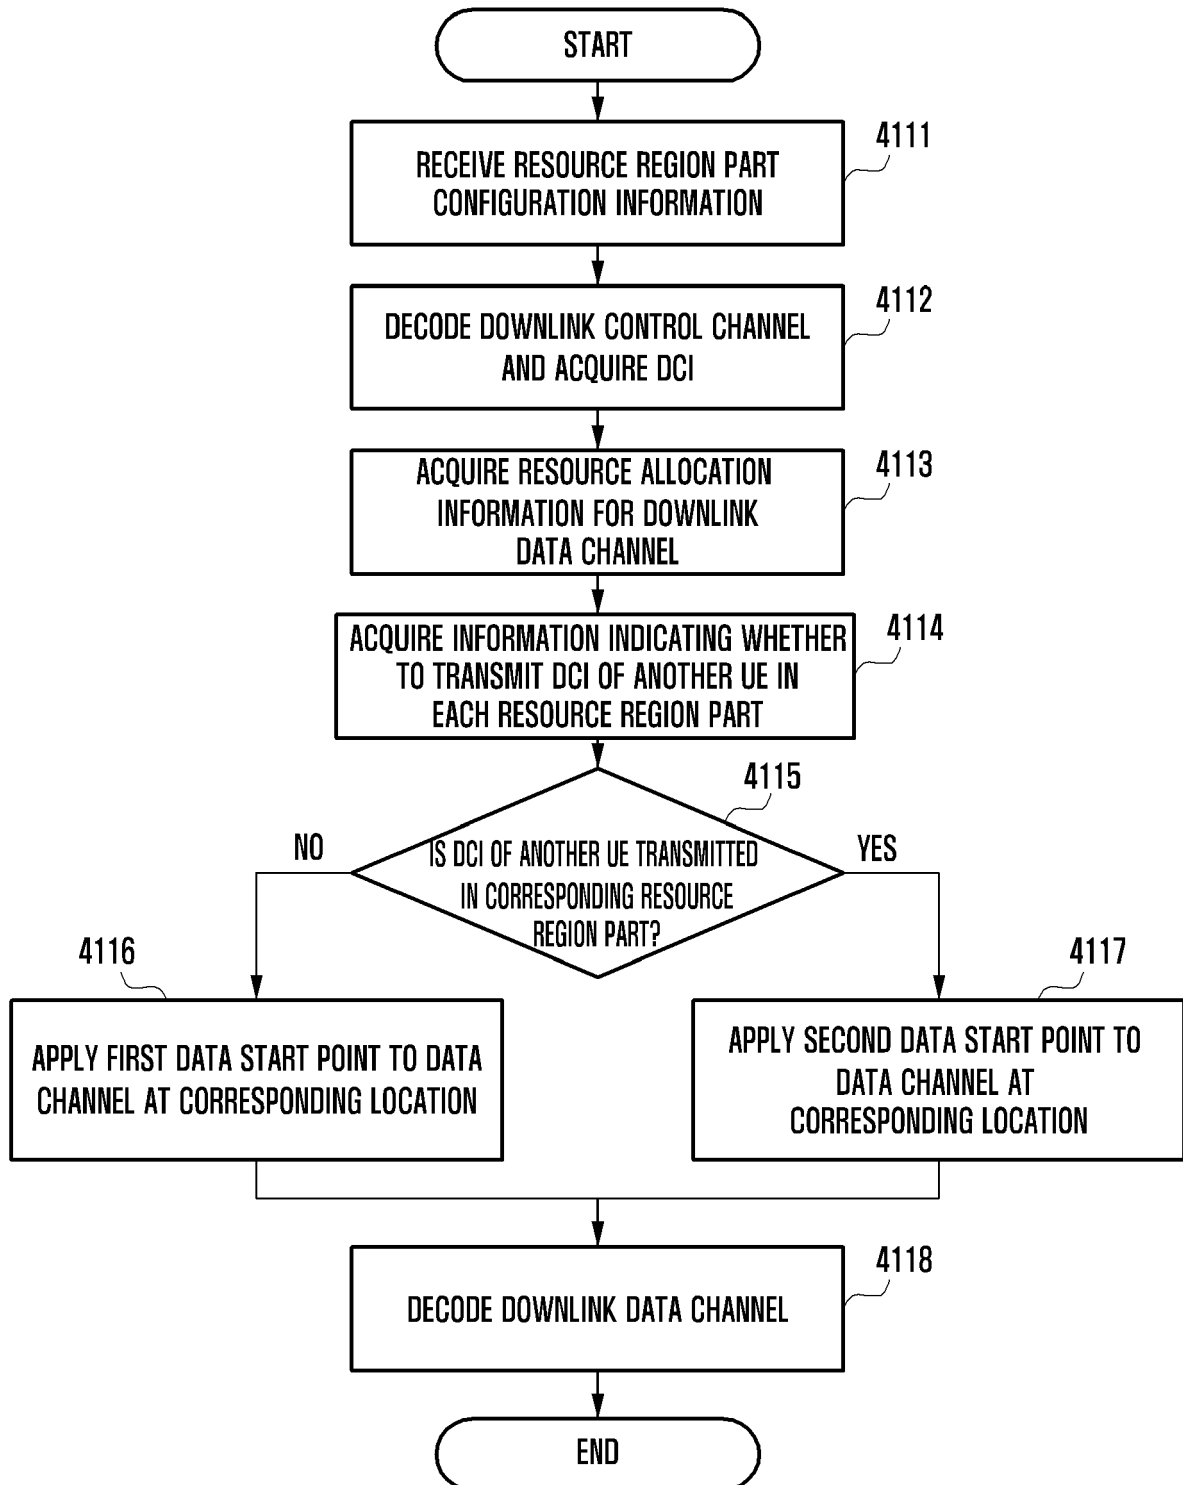 START
4111
RECEIVE RESOURCE REGION PART
CONFIGURATION INFORMATION
4112
DECODE DOWNLINK CONTROL CHANNEL
AND ACQUIRE DCI
4113
ACQUIRE RESOURCE ALLOCATION
INFORMATION FOR DOWNLINK
DATA CHANNEL
4114
ACQUIRE INFORMATION INDICATING WHETHER
TO TRANSMIT DCI OF ANOTHER UE IN
EACH RESOURCE REGION PART
4115
NO
YES
IS DCI OF ANOTHER UE TRANSMITTED
IN CORRESPONDING RESOURCE
REGION PART?
4116
APPLY FIRST DATA START POINT TO DATA
CHANNEL AT CORRESPONDING LOCATION
4117
APPLY SECOND DATA START POINT TO
DATA CHANNEL AT
CORRESPONDING LOCATION
4118
DECODE DOWNLINK DATA CHANNEL
END